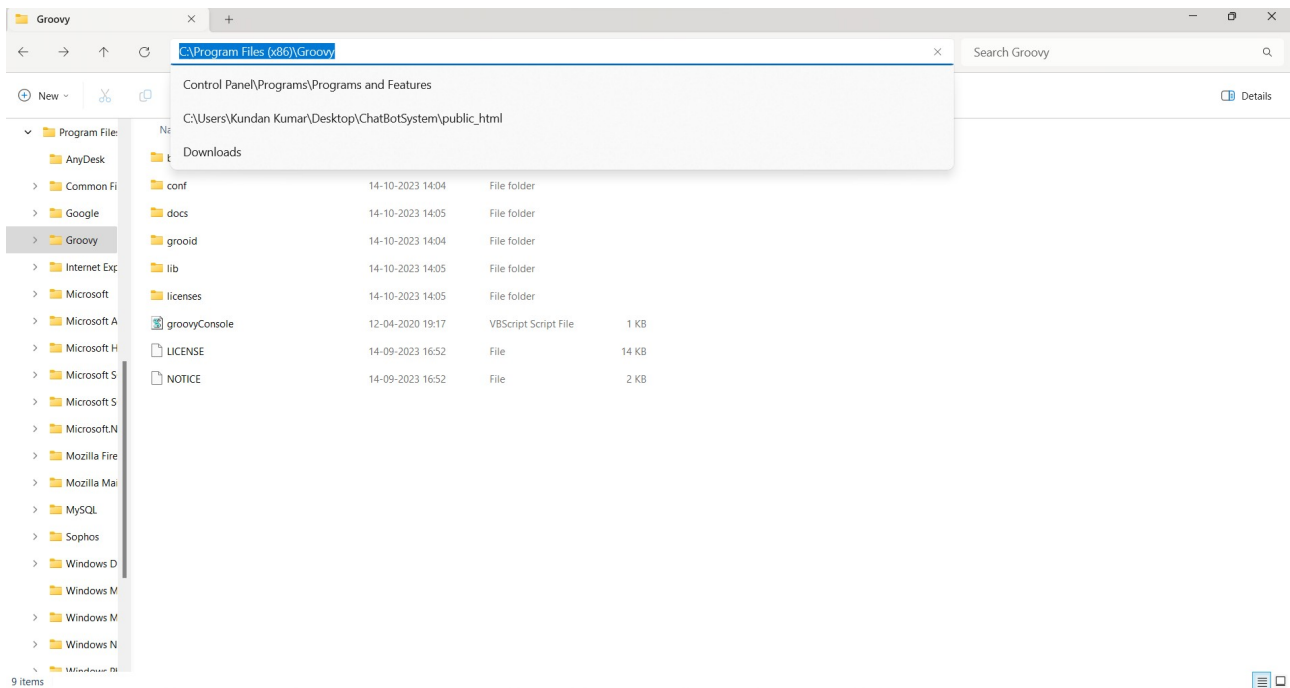 Groovy
C:\Program Files (x86)\Groovy
Search Groovy
Control Panel\Programs\Programs and Features
C:\Users\Kundan Kumar\Desktop\ChatBotSystem\public_html
Downloads
New
Details
Program File
AnyDesk
Common Fi
Google
Groovy
Internet Exp
Microsoft
Microsoft A
Microsoft H
Microsoft S
Microsoft S
Microsoft.N
Mozilla Fire
Mozilla Mai
MySQL
Sophos
Windows D
Windows M
Windows M
Windows N
Na
b
conf 14-10-2023 14:04 File folder
docs 14-10-2023 14:05 File folder
grooid 14-10-2023 14:04 File folder
lib 14-10-2023 14:05 File folder
licenses 14-10-2023 14:05 File folder
groovyConsole 12-04-2020 19:17 VBScript Script File 1 KB
LICENSE 14-09-2023 16:52 File 14 KB
NOTICE 14-09-2023 16:52 File 2 KB
9 items